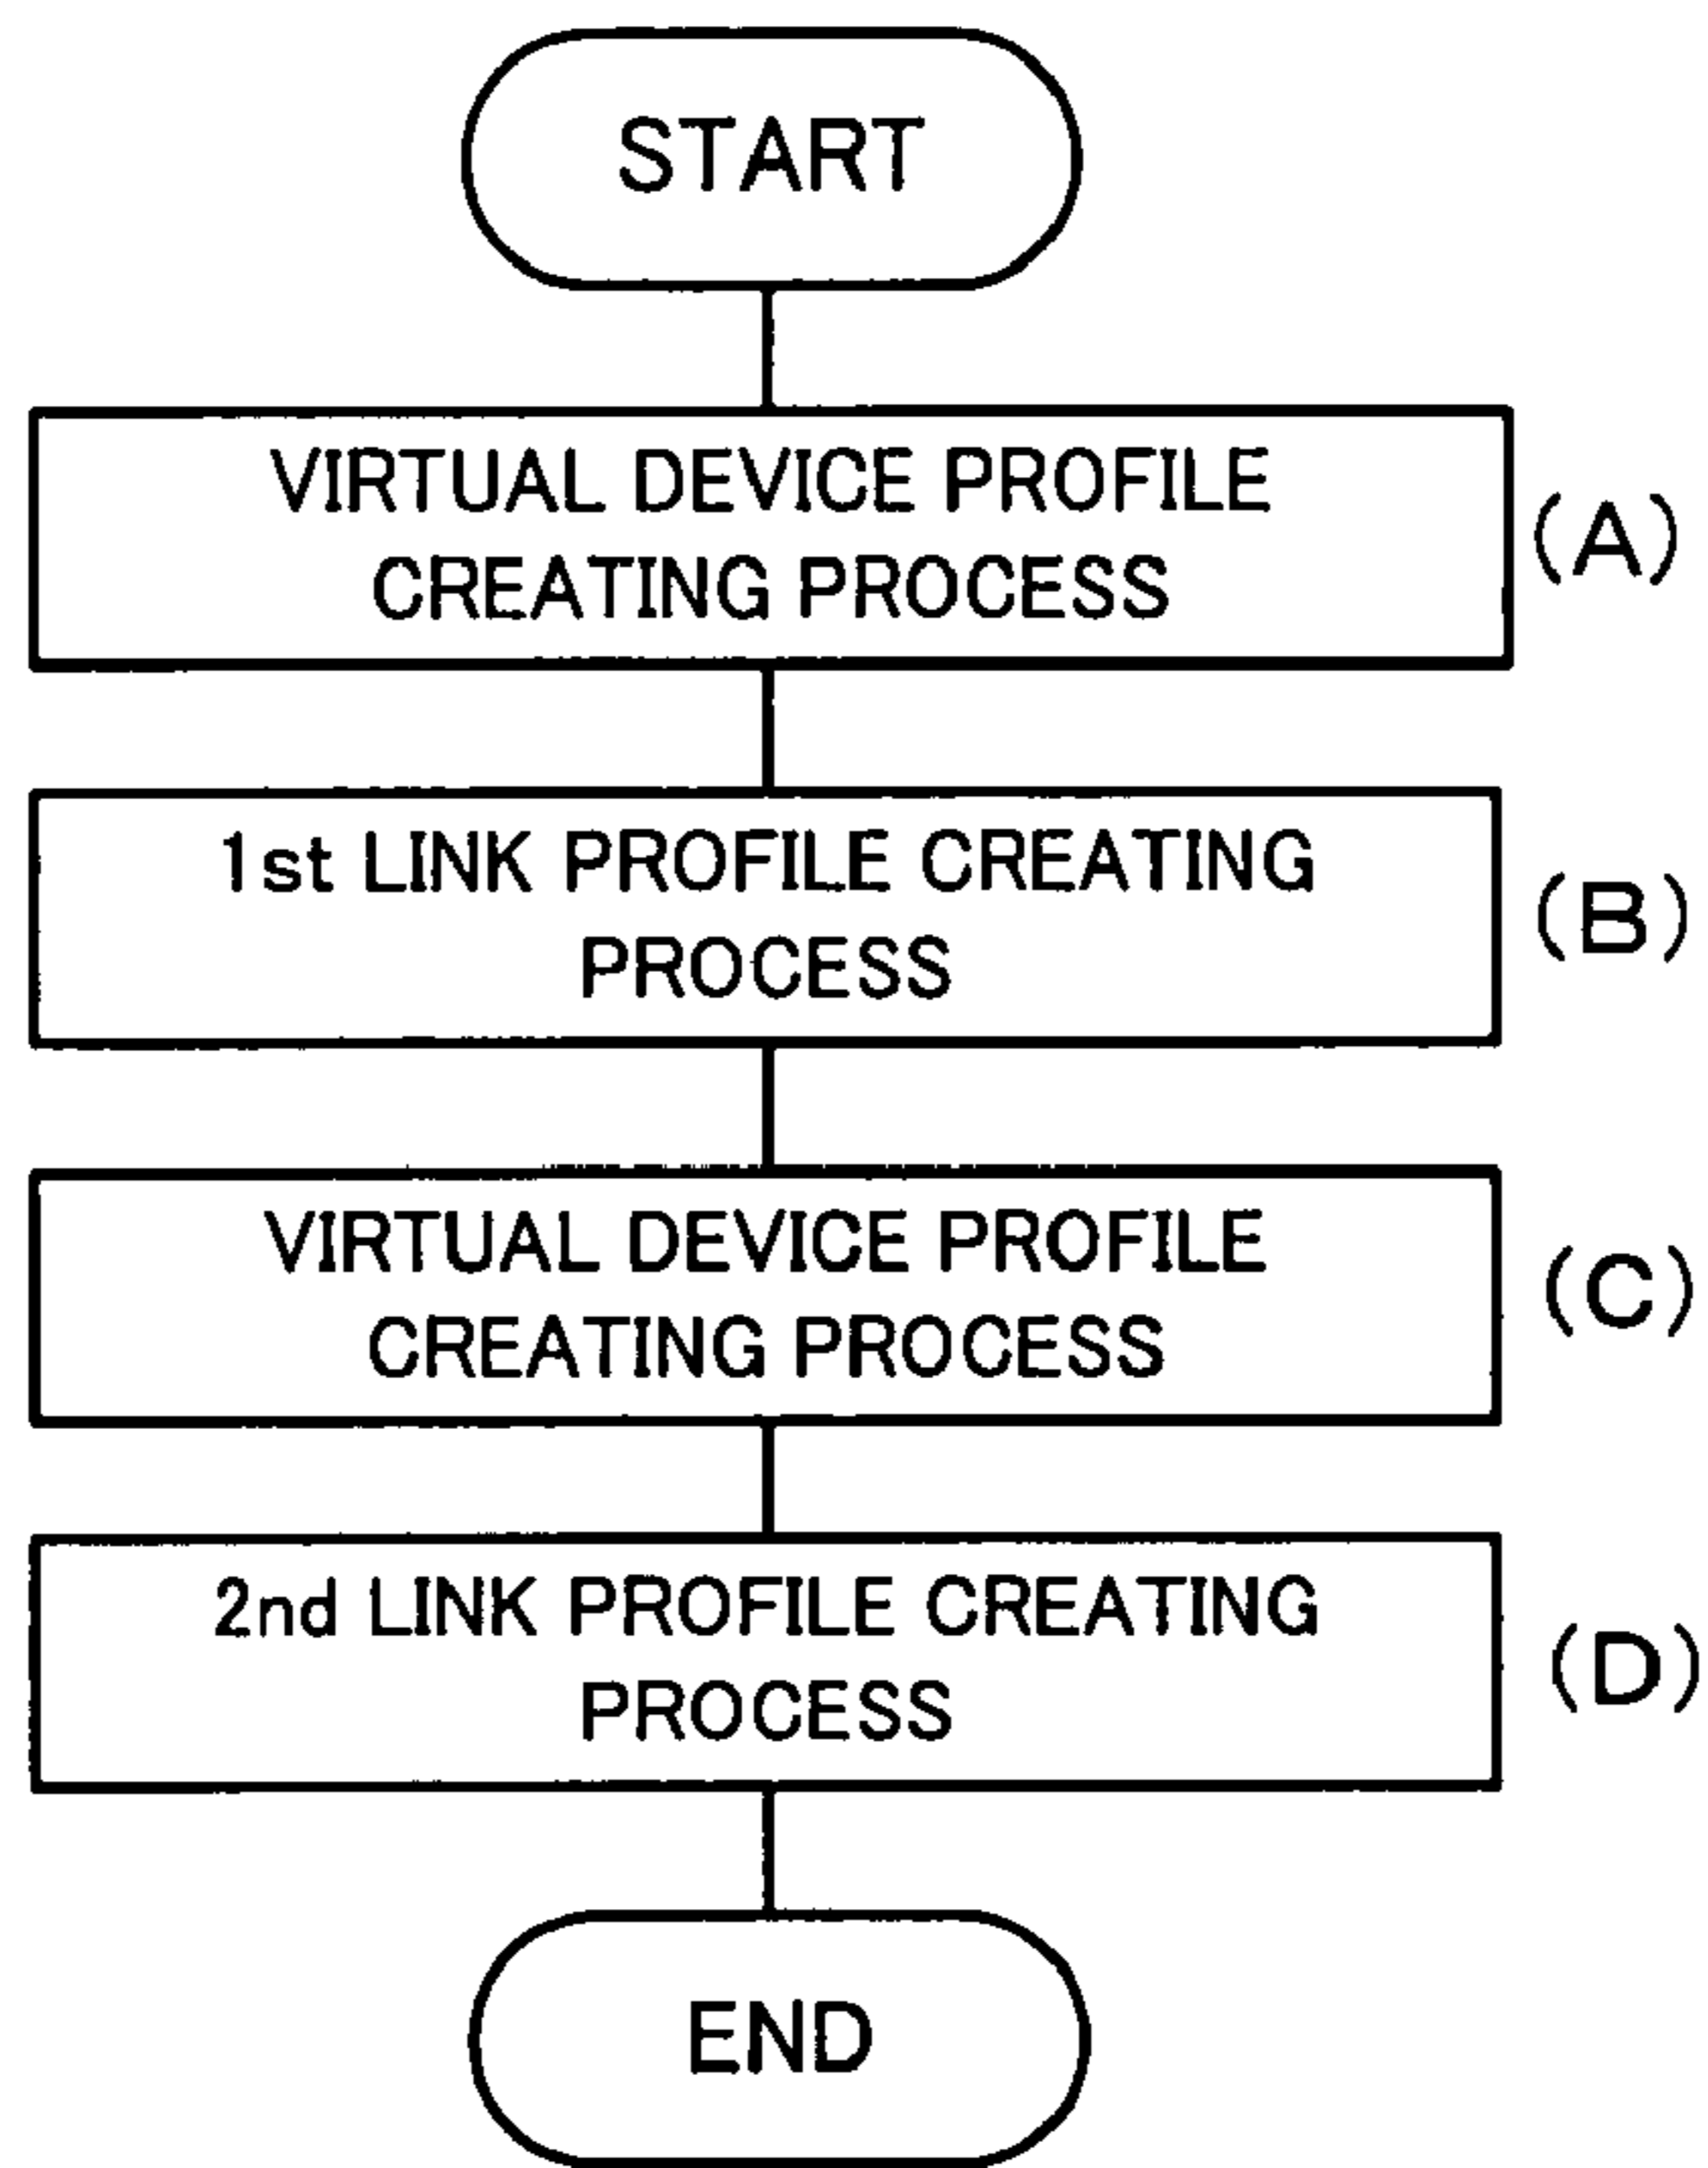 START
VIRTUAL DEVICE PROFILE
CREATING PROCESS
(A)
1st LINK PROFILE CREATING
PROCESS
(B)
VIRTUAL DEVICE PROFILE
CREATING PROCESS
(C)
2nd LINK PROFILE CREATING
PROCESS
(D)
END